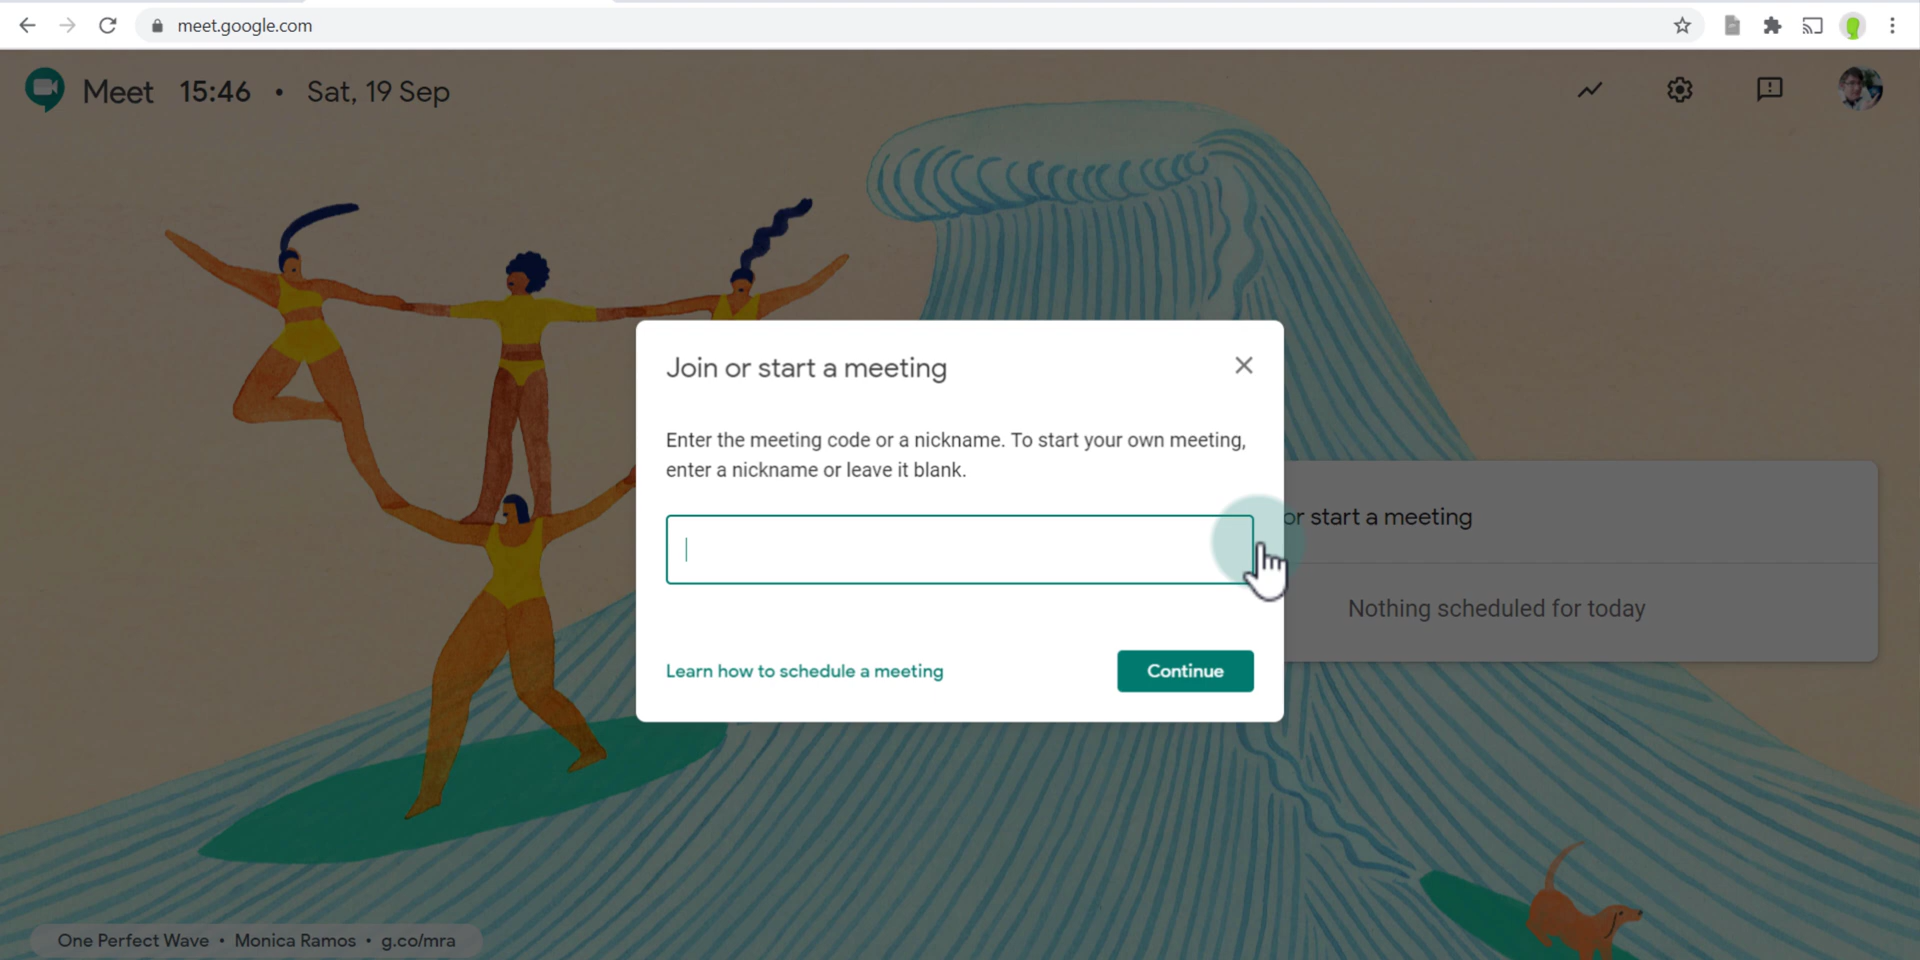 meet.google.com
Meet 15:46 • Sat, 19 Sep
Join or start a meeting
Enter the meeting code or a nickname. To start your own meeting,
enter a nickname or leave it blank.
or start a meeting
Nothing scheduled for today
Learn how to schedule a meeting
Continue
One Perfect Wave • Monica Ramos • g.co/mra